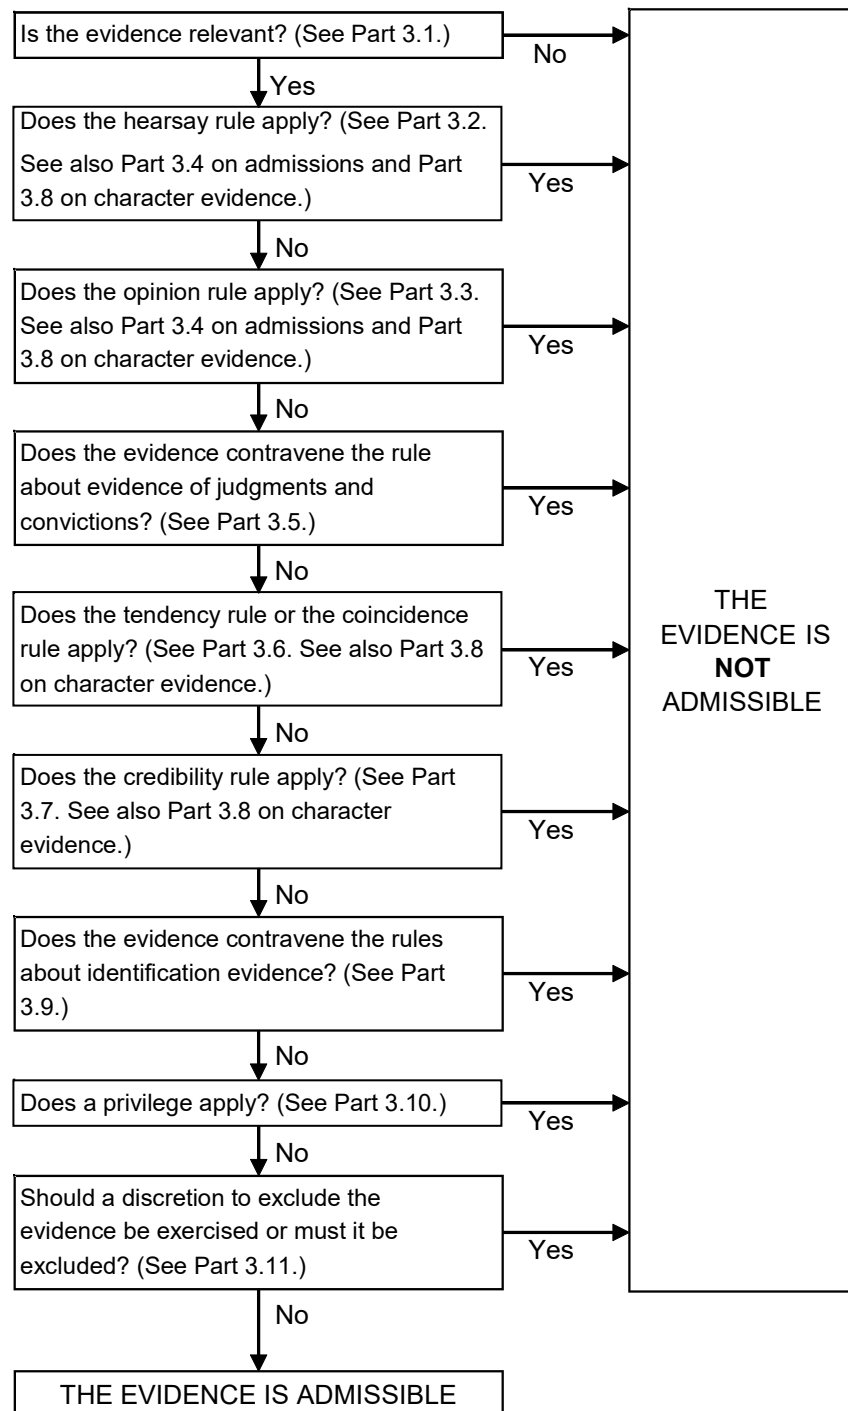 Is the evidence relevant? (See Part 3.1.)
No
Yes
Does the hearsay rule apply? (See Part 3.2.
See also Part 3.4 on admissions and Part
3.8 on character evidence.)
Yes
No
Does the opinion rule apply? (See Part 3.3.
See also Part 3.4 on admissions and Part
3.8 on character evidence.)
Yes
No
Does the evidence contravene the rule
about evidence of judgments and
convictions? (See Part 3.5.)
Yes
No
Does the tendency rule or the coincidence
rule apply? (See Part 3.6. See also Part 3.8
on character evidence.)
Yes
No
Does the credibility rule apply? (See Part
3.7. See also Part 3.8 on character
evidence.)
Yes
No
Does the evidence contravene the rules
about identification evidence? (See Part
3.9.)
Yes
No
Does a privilege apply? (See Part 3.10.)
Yes
No
Should a discretion to exclude the
evidence be exercised or must it be
excluded? (See Part 3.11.)
Yes
No
THE EVIDENCE IS ADMISSIBLE
THE
EVIDENCE IS
NOT
ADMISSIBLE